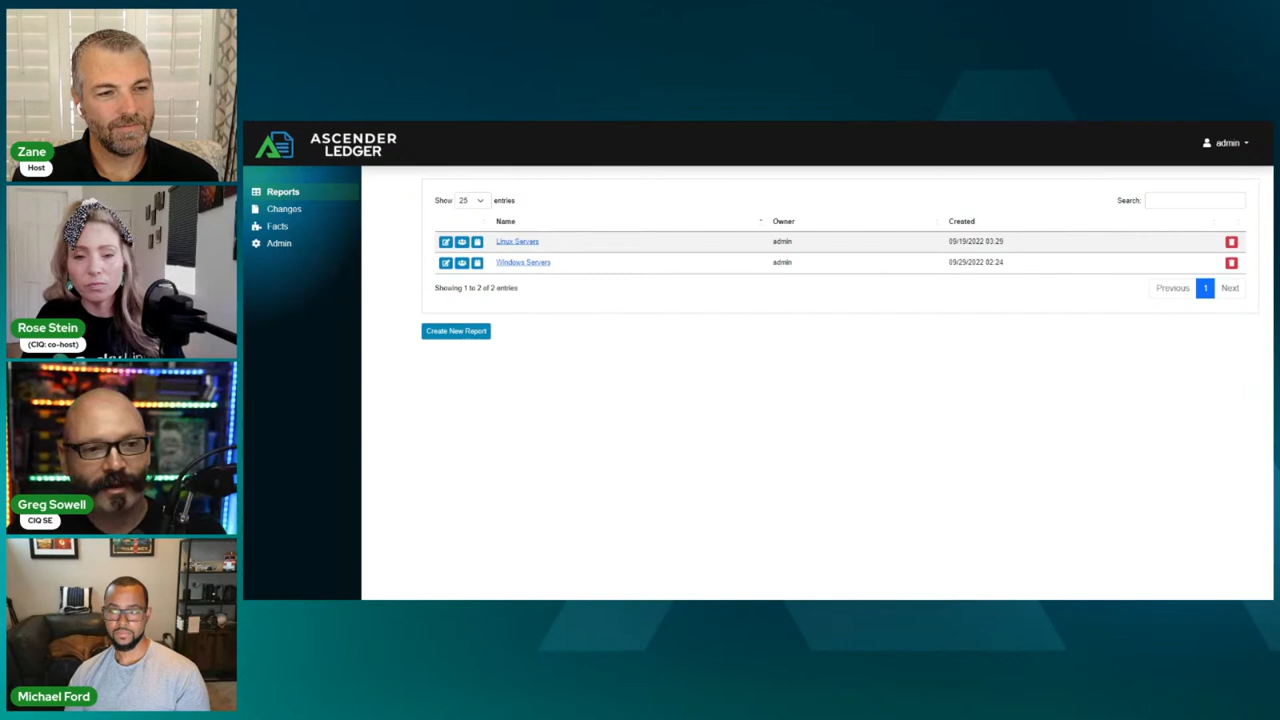 Zane
Host
Rose Stein
(CIQ: co-host)
Greg Sowell
CIQ SE
Michael Ford
ASCENDER
LEDGER
admin
Reports
Changes
Facts
Admin
Show 25 entries
Search:
Name Owner Created
Linux Servers admin 09/19/2022 03:29
Windows Servers admin 09/29/2022 02:24
Showing 1 to 2 of 2 entries
Previous 1 Next
Create New Report